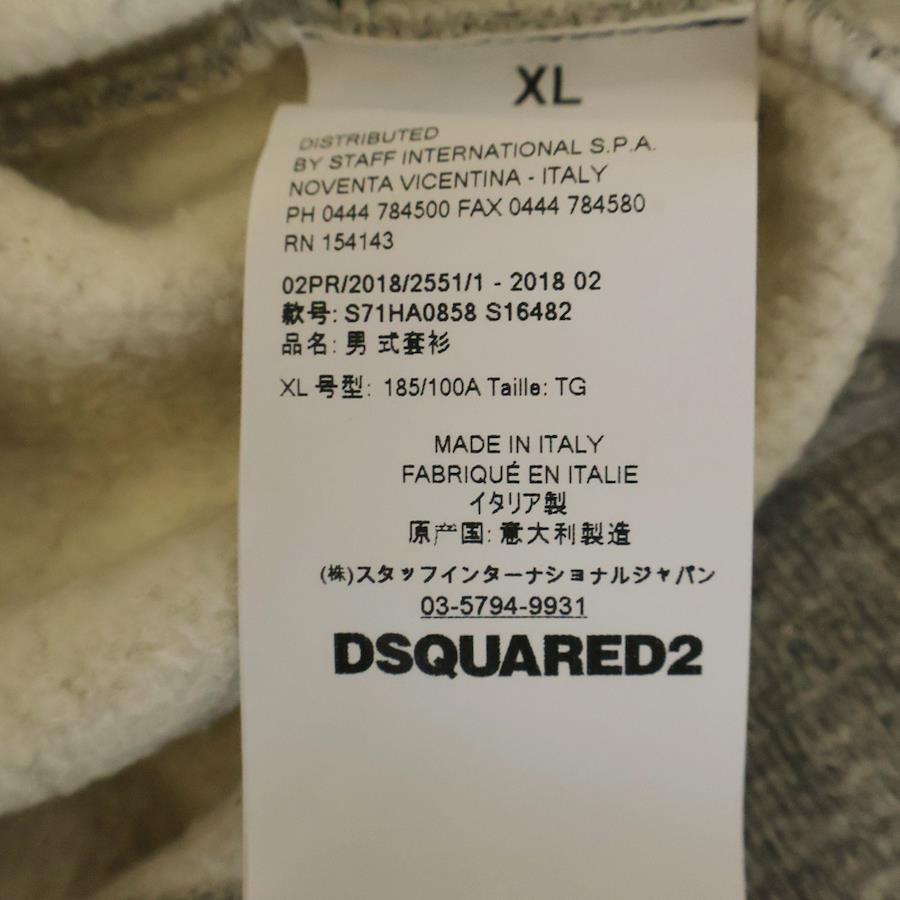 XL
DISTRIBUTED
BY STAFF INTERNATIONAL S.P.A.
NOVENTA VICENTINA - ITALY
PH 0444 784500 FAX 0444 784580
RN 154143
02PR/2018/2551/1 - 2018 02
款号: S71HA0858 S16482
品名: 男 式套衫
XL 号型: 185/100A Taille: TG
MADE IN ITALY
FABRIQUÉ EN ITALIE
イタリア製
原产国: 意大利製造
(株)スタッフインターナショナルジャパン
03-5794-9931
DSQUARED2